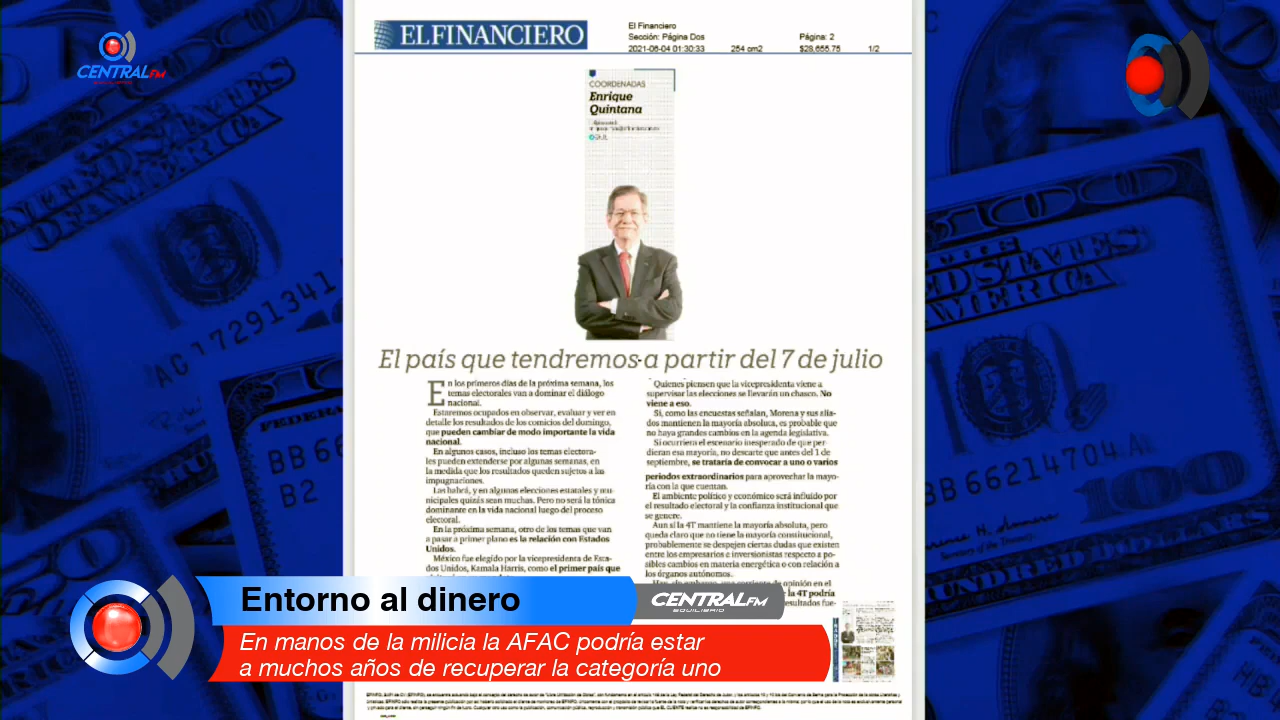 EL FINANCIERO
El Financiero
Sección: Página Dos
2021-06-04 01:30:33 254 cm2
Página: 2
$28,655.75 1/2
CENTRAL FM
COORDENADAS
Enrique
Quintana
El país que tendremos a partir del 7 de julio
En los primeros días de la próxima semana, los
temas electorales van a dominar el diálogo
nacional.
Estaremos ocupados en observar, evaluar y ver en
detalle los resultados de los comicios del domingo,
que pueden cambiar de modo importante la vida
nacional.
En algunos casos, incluso los temas electora-
les pueden extenderse por algunas semanas, en
la medida que los resultados queden sujetos a las
impugnaciones.
Las habrá, y en algunas elecciones estatales y mu-
nicipales quizás sean muchas. Pero no será la tónica
dominante en la vida nacional luego del proceso
electoral.
En la próxima semana, otro de los temas que van
a pasar a primer plano es la relación con Estados
Unidos.
México fue elegido por la vicepresidenta de Esta-
dos Unidos, Kamala Harris, como el primer país que
Quienes piensen que la vicepresidenta viene a
supervisar las elecciones se llevarán un chasco. No
viene a eso.
Si, como las encuestas señalan, Morena y sus alia-
dos mantienen la mayoría absoluta, es probable que
no haya grandes cambios en la agenda legislativa.
Si ocurriera el escenario inesperado de que per-
dieran esa mayoría, no descarte que antes del 1 de
septiembre, se trataría de convocar a uno o varios
periodos extraordinarios para aprovechar la mayo-
ría con la que cuentan.
El ambiente político y económico será influido por
el resultado electoral y la confianza institucional que
se genere.
Aun si la 4T mantiene la mayoría absoluta, pero
queda claro que no tiene la mayoría constitucional,
probablemente se despejen ciertas dudas que existen
entre los empresarios e inversionistas respecto a po-
sibles cambios en materia energética o con relación a
los órganos autónomos.
Hay, sin embargo, una corriente de opinión en el
la 4T podría
resultados fue-
Entorno al dinero
CENTRAL FM
EQUILIBRIO
En manos de la milicia la AFAC podría estar
a muchos años de recuperar la categoría uno